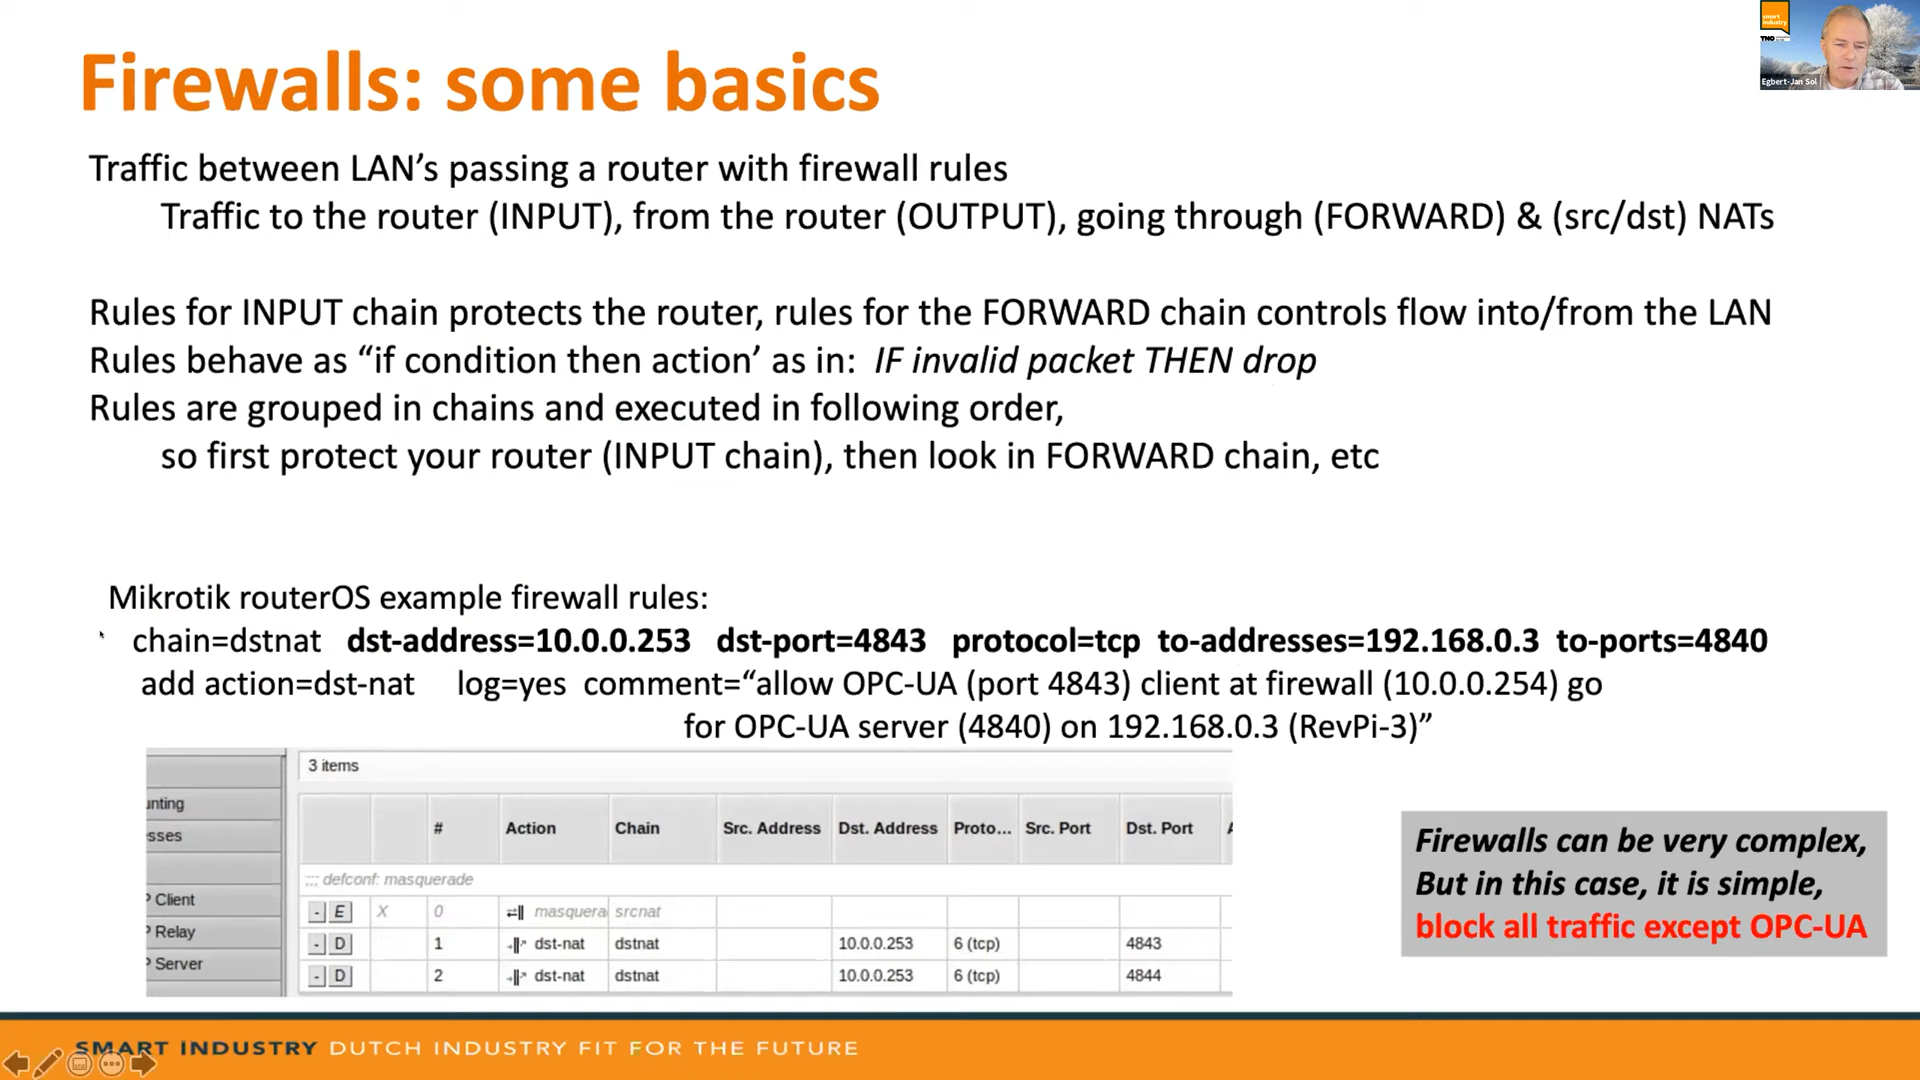 Firewalls: some basics
smart
industry
TNO
Egbert-Jan Sol
Traffic between LAN’s passing a router with firewall rules
Traffic to the router (INPUT), from the router (OUTPUT), going through (FORWARD) & (src/dst) NATs
Rules for INPUT chain protects the router, rules for the FORWARD chain controls flow into/from the LAN
Rules behave as “if condition then action’ as in: IF invalid packet THEN drop
Rules are grouped in chains and executed in following order,
so first protect your router (INPUT chain), then look in FORWARD chain, etc
Mikrotik routerOS example firewall rules:
chain=dstnat dst-address=10.0.0.253 dst-port=4843 protocol=tcp to-addresses=192.168.0.3 to-ports=4840
add action=dst-nat log=yes comment=“allow OPC-UA (port 4843) client at firewall (10.0.0.254) go
for OPC-UA server (4840) on 192.168.0.3 (RevPi-3)”
3 items
unting
sses
P Client
P Relay
P Server
# Action Chain Src. Address Dst. Address Proto... Src. Port Dst. Port
;;; defconf: masquerade
- E X 0 masquera srcnat
- D 1 dst-nat dstnat 10.0.0.253 6 (tcp) 4843
- D 2 dst-nat dstnat 10.0.0.253 6 (tcp) 4844
Firewalls can be very complex,
But in this case, it is simple,
block all traffic except OPC-UA
SMART INDUSTRY DUTCH INDUSTRY FIT FOR THE FUTURE